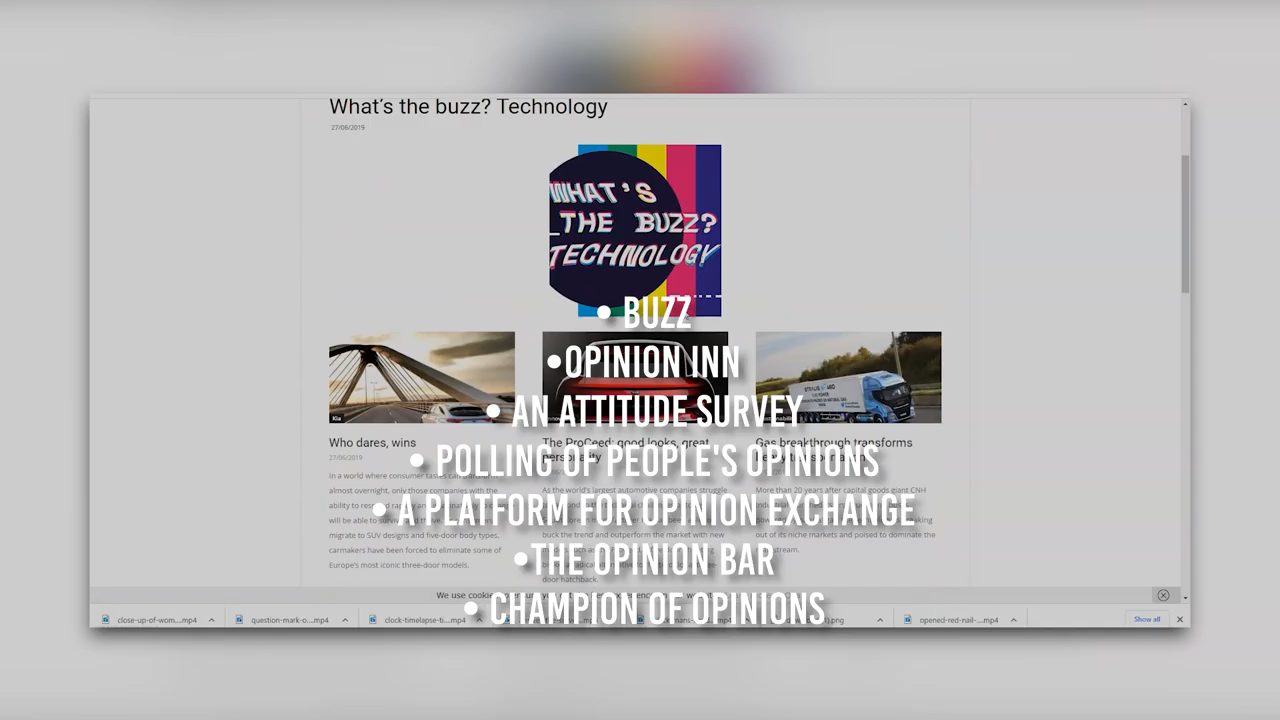 What's the buzz? Technology
27/08/2019
WHAT'S
_THE BUZZ?
TECHNOLOGY
• BUZZ
•OPINION INN
• AN ATTITUDE SURVEY
• POLLING OF PEOPLE'S OPINIONS
• A PLATFORM FOR OPINION EXCHANGE
•THE OPINION BAR
• CHAMPION OF OPINIONS
Kia
Who dares, wins
27/06/2019
In a world where consumer tastes can
almost overnight, only those companies with the
ability to
will be able to
migrate to SUV designs and five-door body types,
carmakers have been forced to eliminate some of
Europe's most iconic three-door models.
The ProCeed: good looks, great
As the world's largest automotive companies struggle
buck the trend and outperform the market with new
door hatchback.
Gas breakthrough transforms
More than 20 years after capital goods giant CNH
out of its niche markets and poised to dominate the
stream.
We use
close-up-of-wom....mp4
question-mark-o....mp4
clock-timelapse-ti....mp4
opened-red-nail-....mp4
Show all